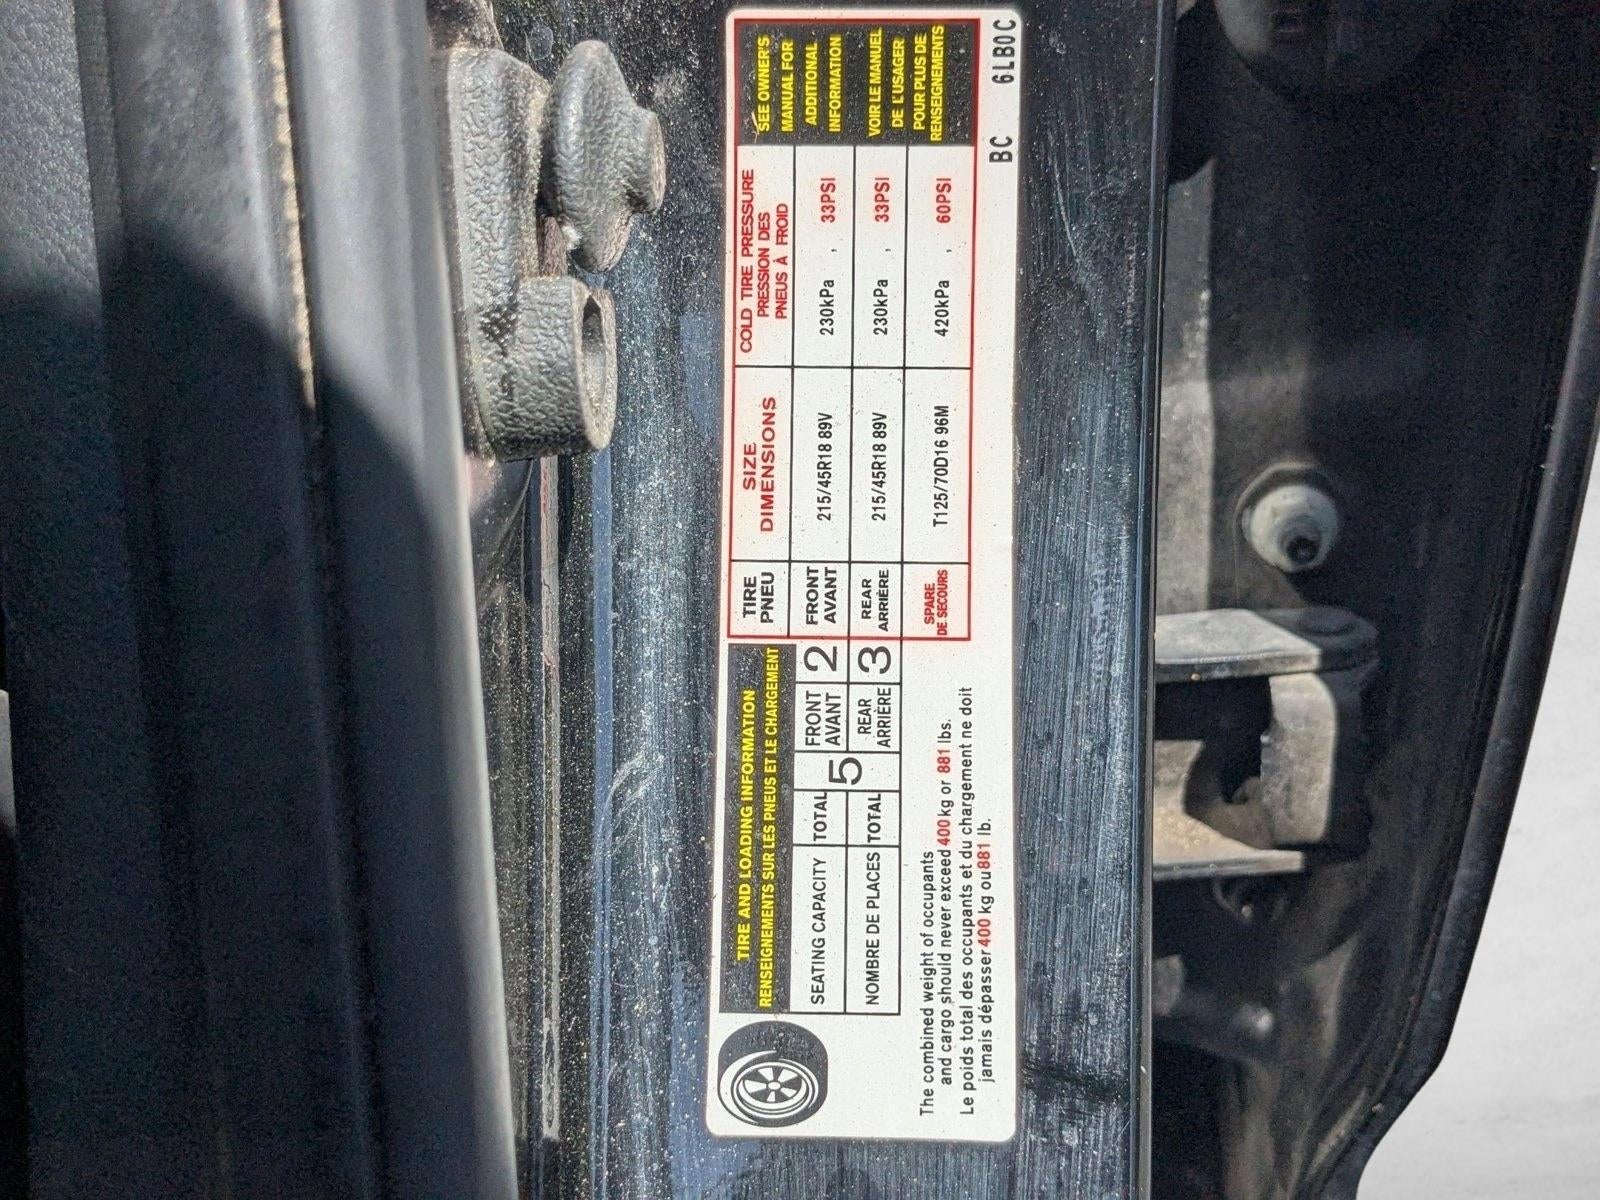 TIRE AND LOADING INFORMATION
RENSEIGNEMENTS SUR LES PNEUS ET LE CHARGEMENT
SEATING CAPACITY TOTAL 5 FRONT AVANT 2
NOMBRE DE PLACES TOTAL REAR ARRIÈRE 3
The combined weight of occupants
and cargo should never exceed 400 kg or 881 lbs.
Le poids total des occupants et du chargement ne doit
jamais dépasser 400 kg ou 881 lb.
TIRE PNEU SIZE DIMENSIONS COLD TIRE PRESSURE PRESSION DES PNEUS À FROID
FRONT AVANT 215/45R18 89V 230kPa , 33PSI
REAR ARRIÈRE 215/45R18 89V 230kPa , 33PSI
SPARE DE SECOURS T125/70D16 96M 420kPa , 60PSI
SEE OWNER'S
MANUAL FOR
ADDITIONAL
INFORMATION
VOIR LE MANUEL
DE L'USAGER
POUR PLUS DE
RENSEIGNEMENTS
BC 6LB0C